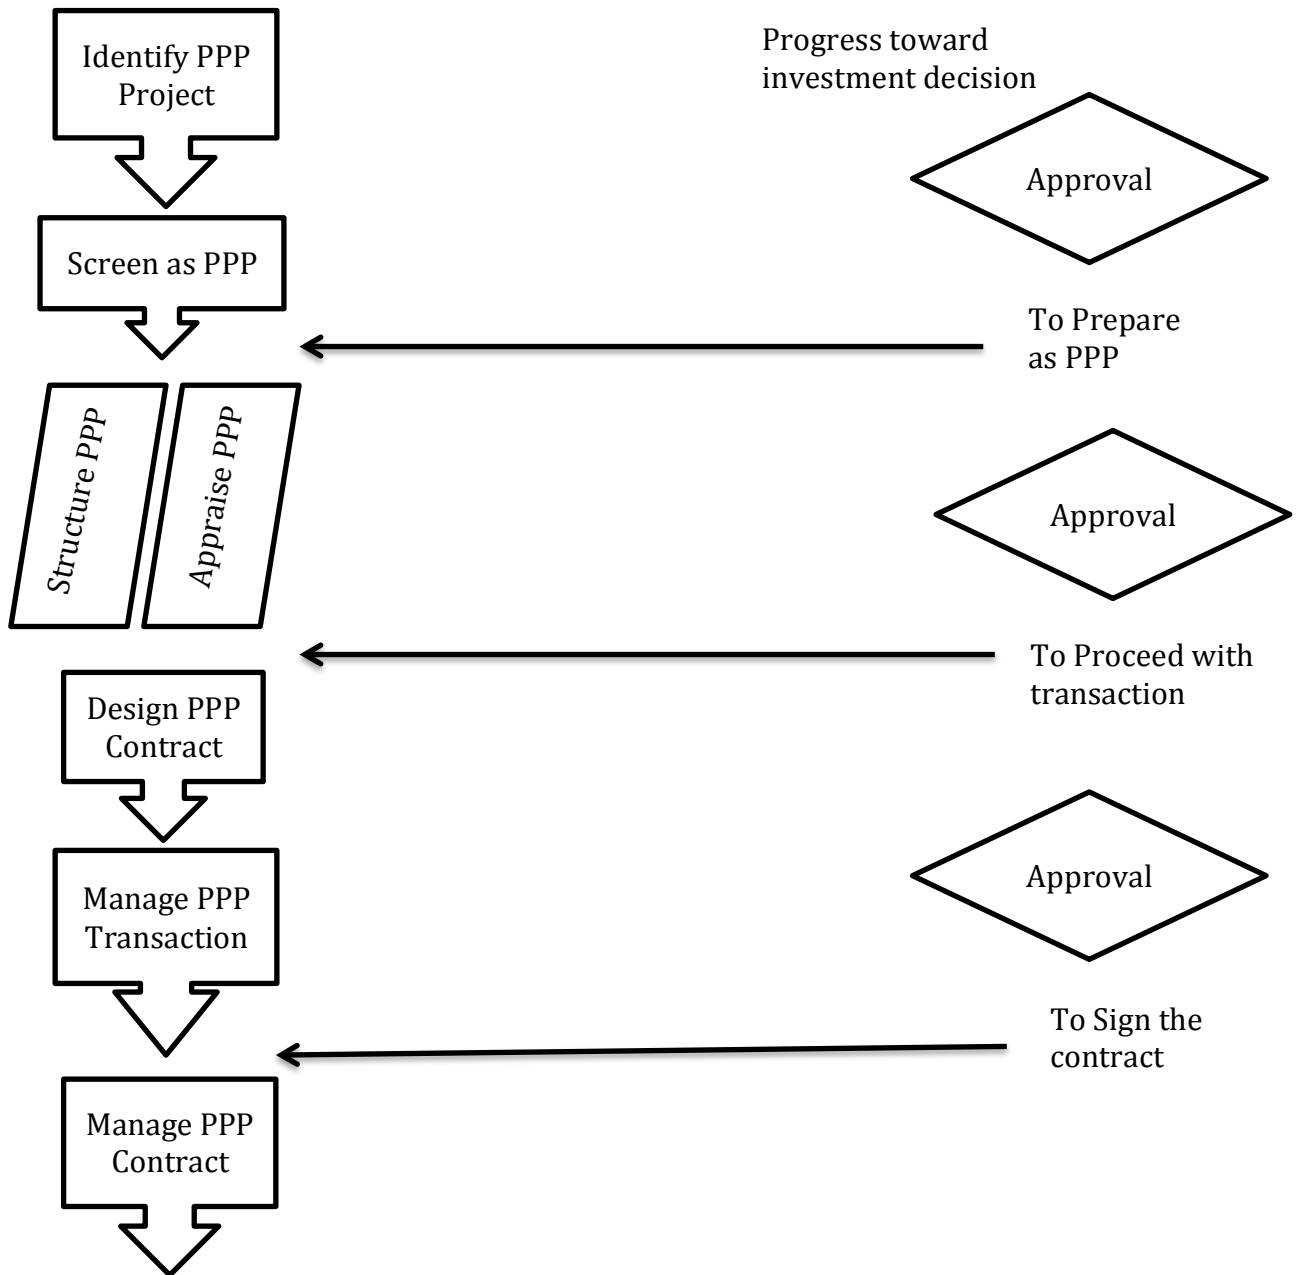 Identify PPP
Project
Progress toward
investment decision
Approval
Screen as PPP
To Prepare
as PPP
Structure PPP
Appraise PPP
Approval
To Proceed with
transaction
Design PPP
Contract
Approval
Manage PPP
Transaction
To Sign the
contract
Manage PPP
Contract